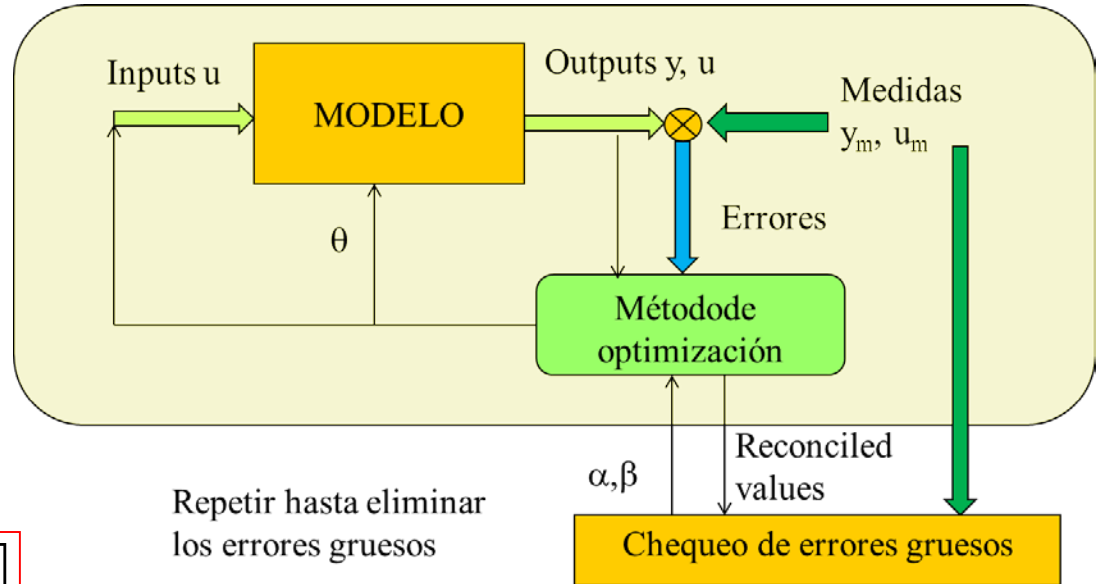 Inputs u
MODELO
Outputs y, u
Medidas
yₘ, uₘ
θ
Errores
Métodode
optimización
α,β
Reconciled
values
Repetir hasta eliminar
los errores gruesos
Chequeo de errores gruesos